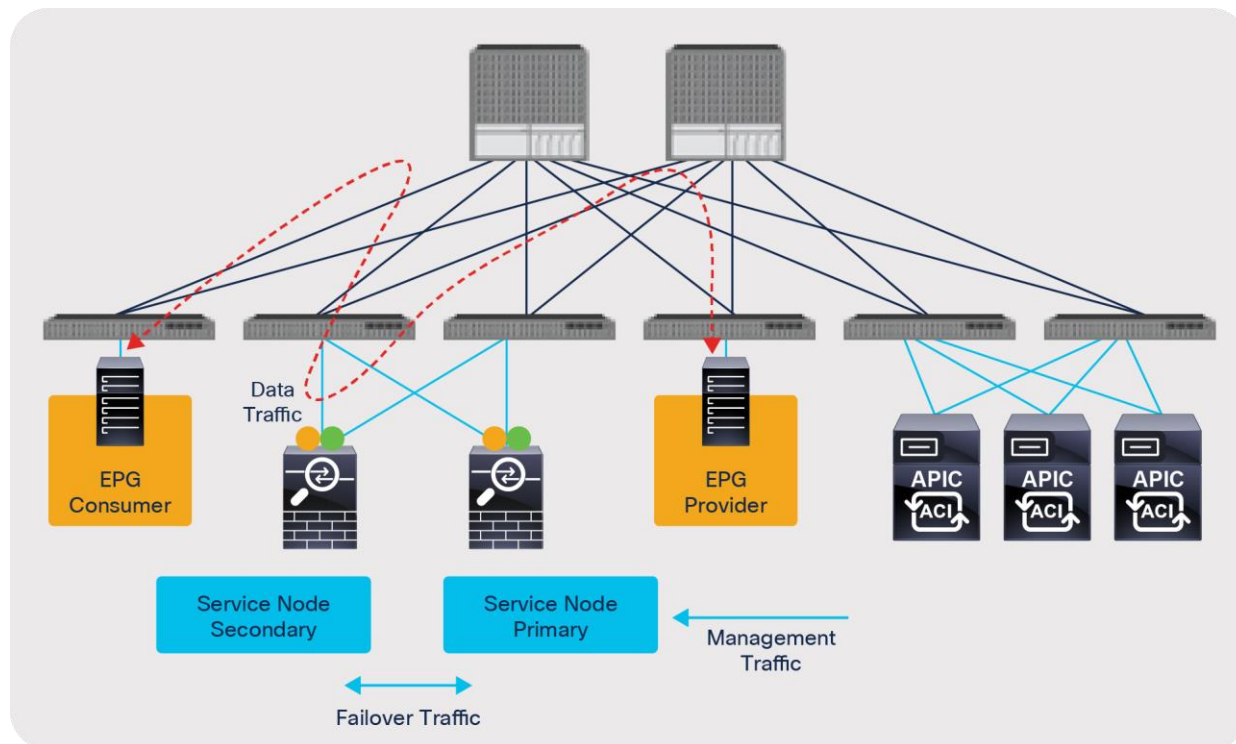 Data
Traffic
EPG
Consumer
EPG
Provider
APIC
ACI
APIC
ACI
APIC
ACI
Service Node
Secondary
Service Node
Primary
Management
Traffic
Failover Traffic